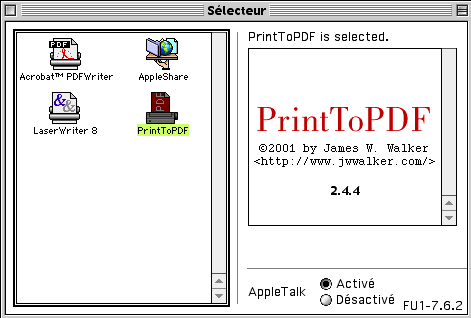 Sélecteur
PDF
Acrobat™ PDFWriter
AppleShare
LaserWriter 8
PDF
PrintToPDF
PrintToPDF is selected.
PrintToPDF
©2001 by James W. Walker
<http://www.jwwalker.com/>
2.4.4
AppleTalk
Activé
Désactivé
FU1-7.6.2